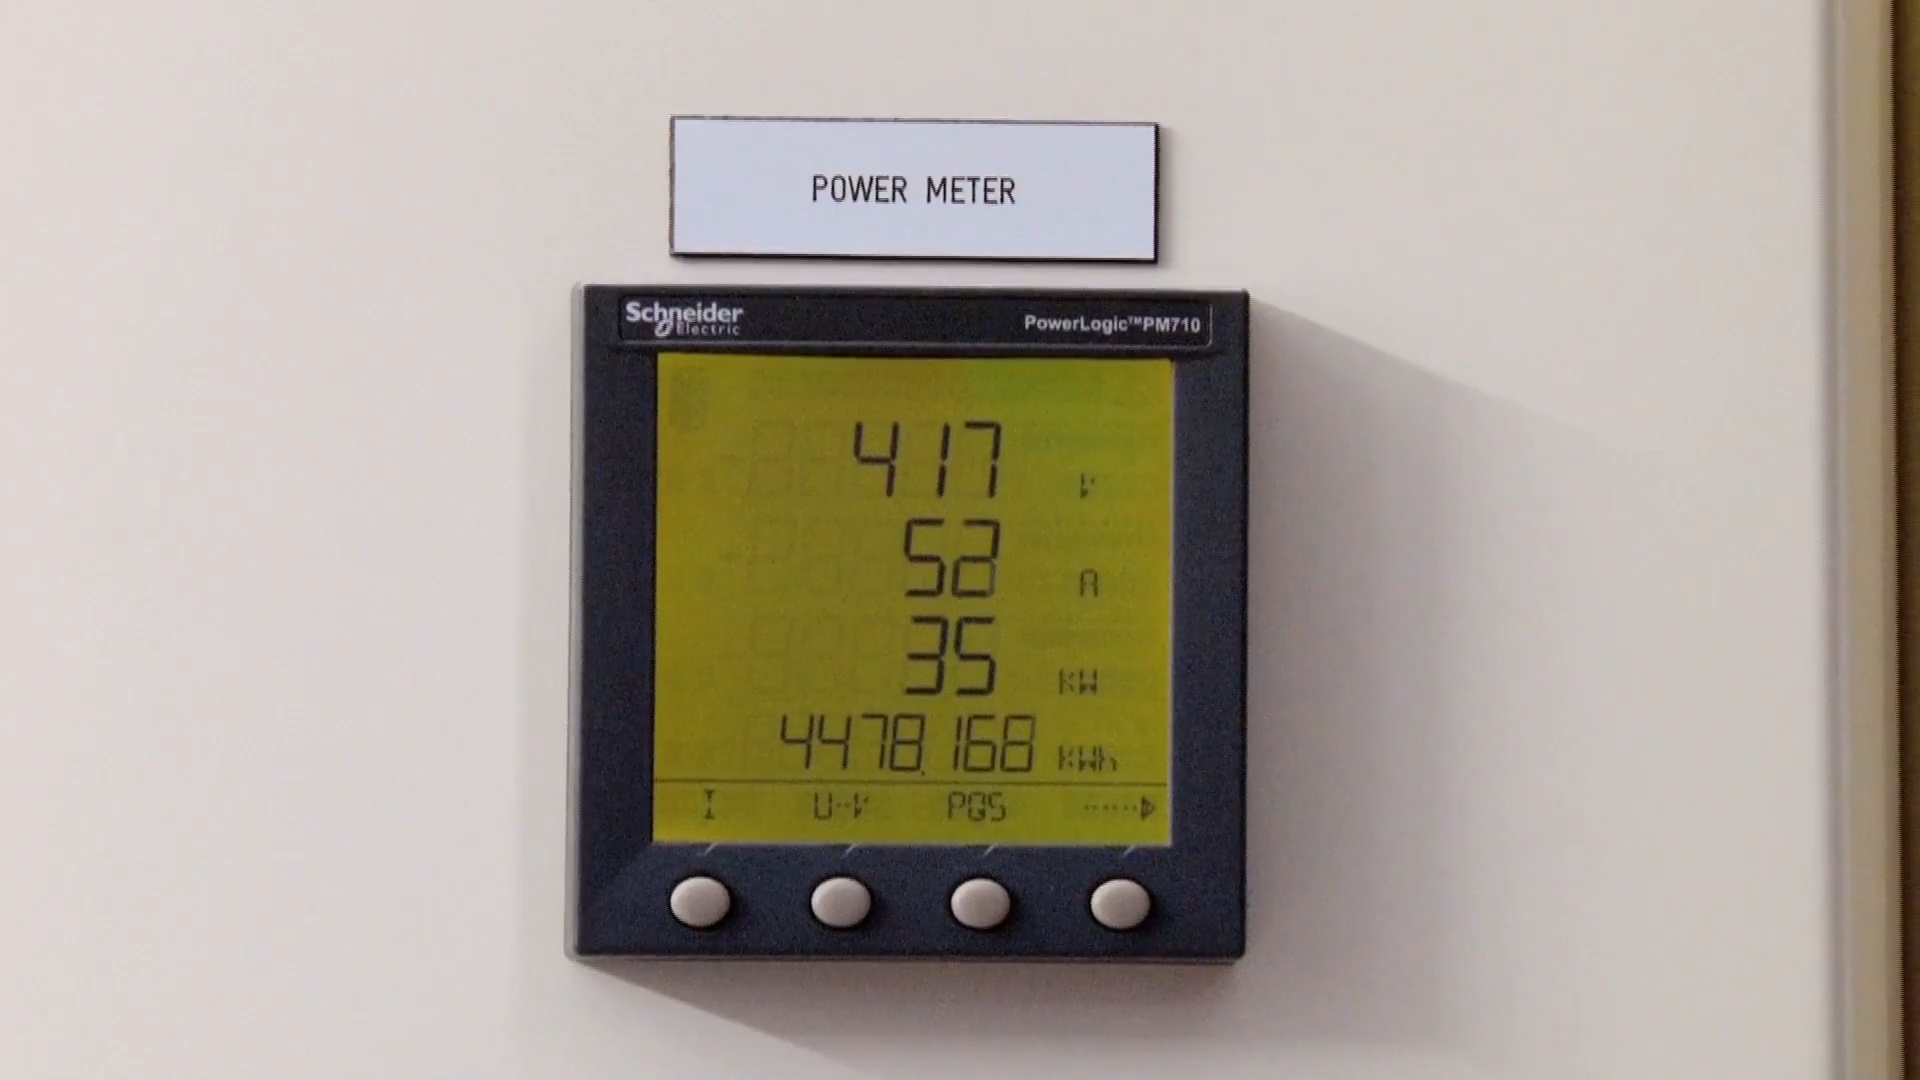 POWER METER
Schneider Electric
PowerLogic™PM710
417 V
52 A
35 kW
4478.168 kWh
I U-V PQS